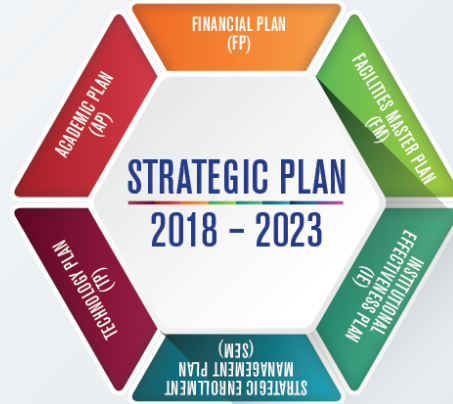 FINANCIAL PLAN
(FP)
FACILITIES MASTER PLAN
(FM)
INSTITUTIONAL
EFFECTIVENESS PLAN
(IE)
STRATEGIC ENROLLMENT
MANAGEMENT PLAN
(SEM)
TECHNOLOGY PLAN
(TP)
ACADEMIC PLAN
(AP)
STRATEGIC PLAN
2018 – 2023